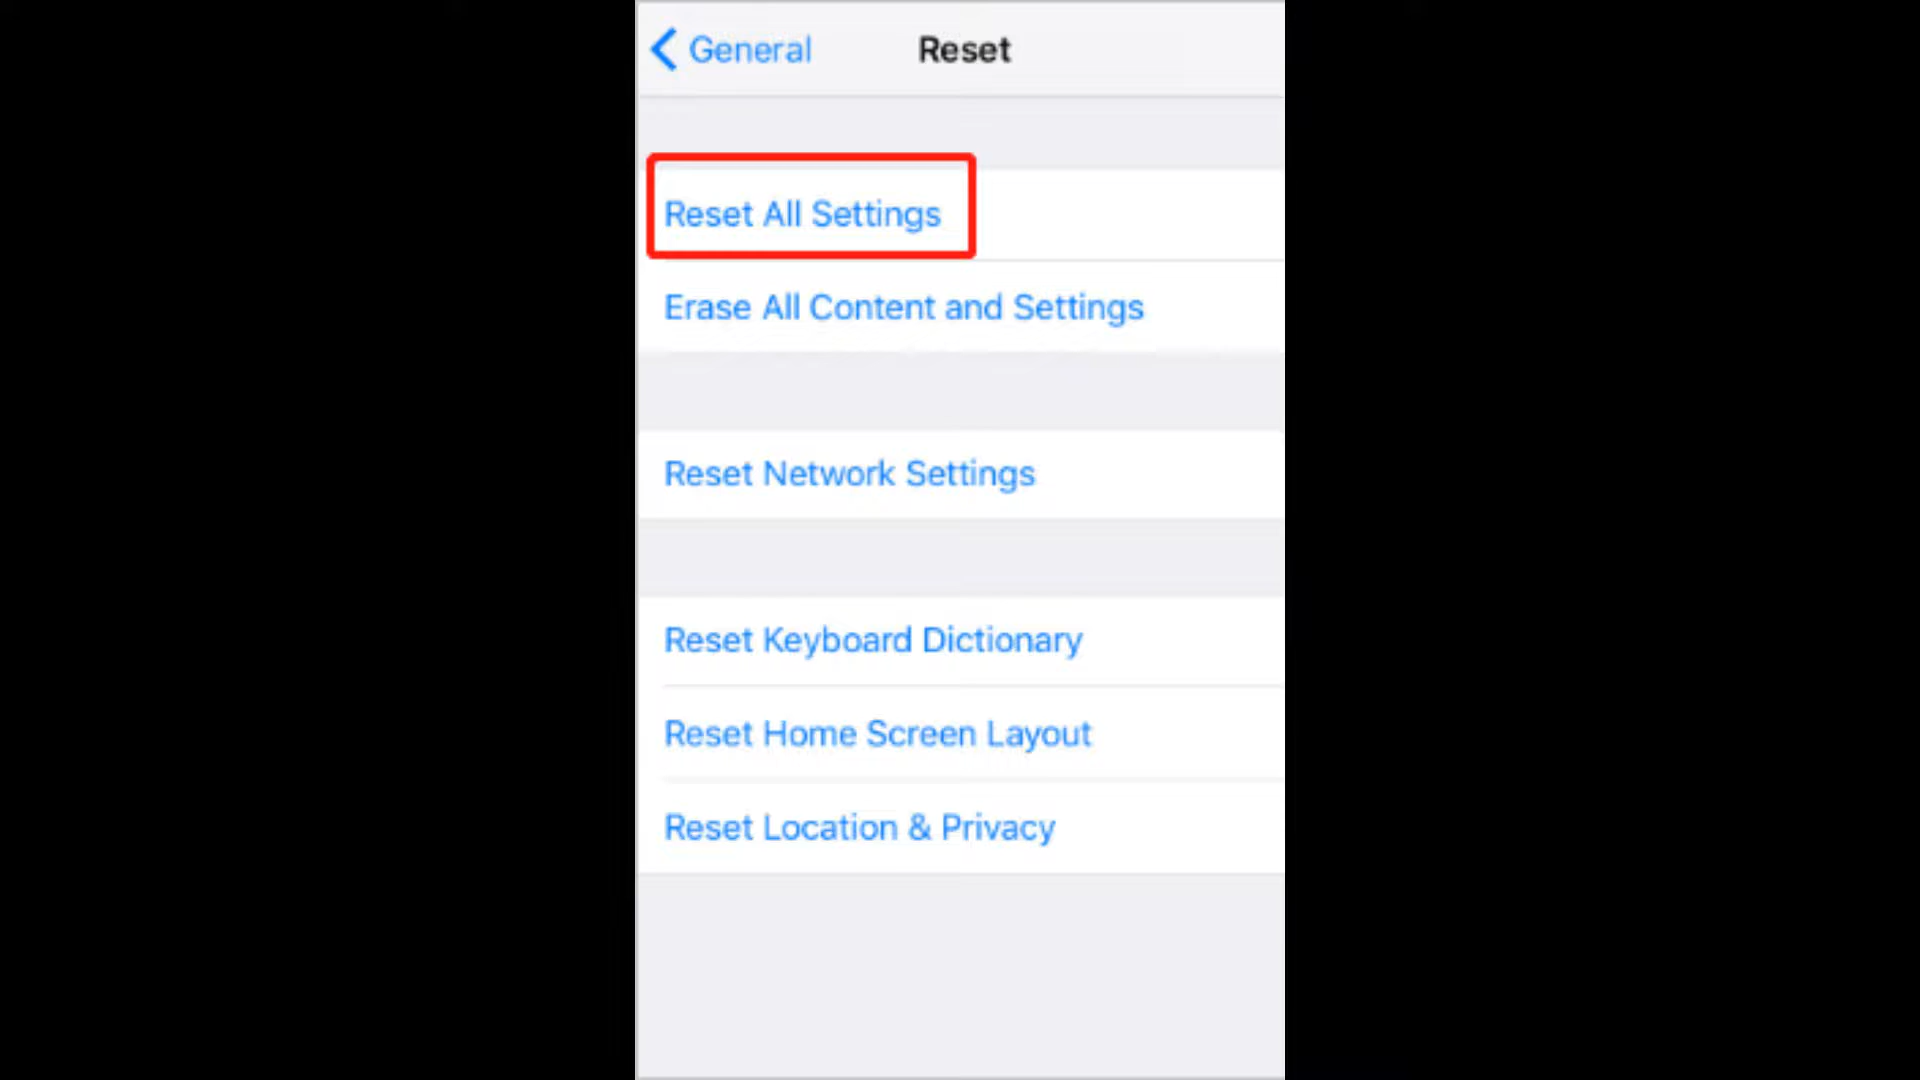 General
Reset
Reset All Settings
Erase All Content and Settings
Reset Network Settings
Reset Keyboard Dictionary
Reset Home Screen Layout
Reset Location & Privacy